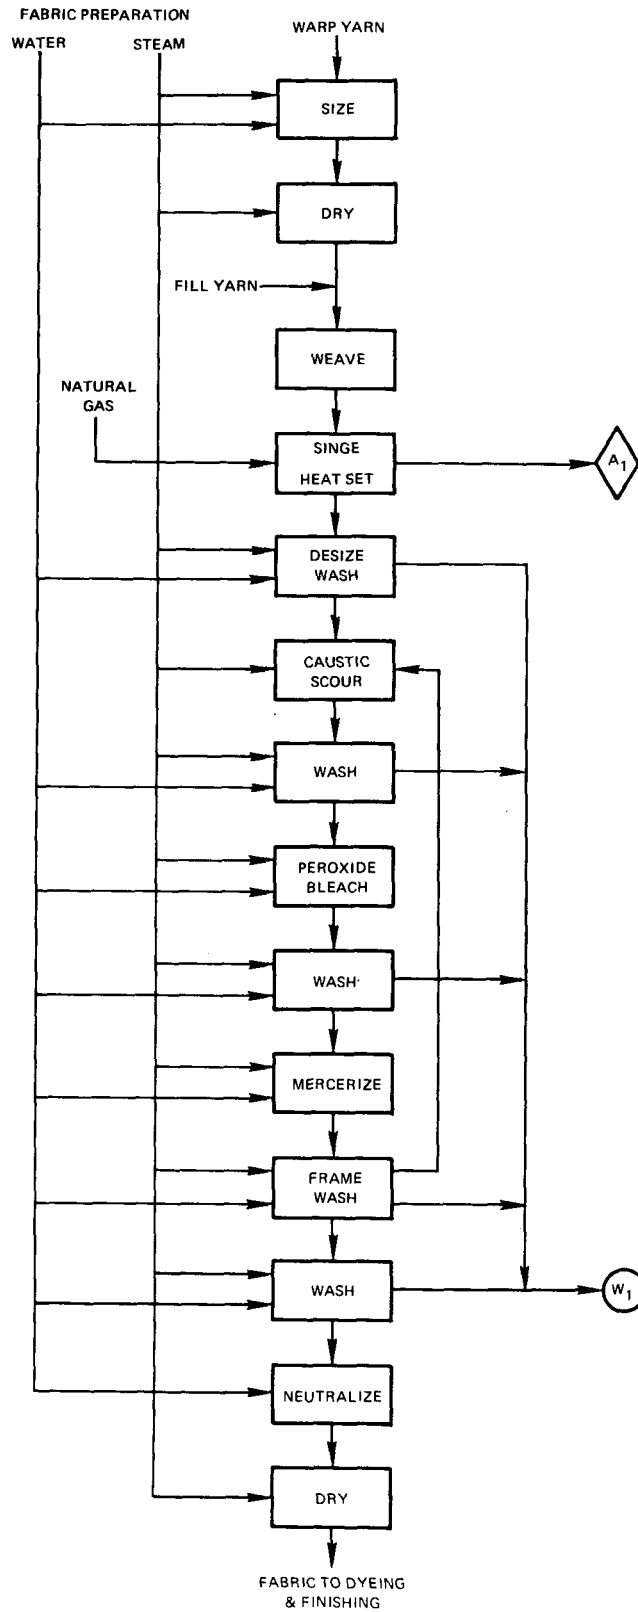 FABRIC PREPARATION
WATER
STEAM
WARP YARN
SIZE
DRY
FILL YARN
WEAVE
NATURAL
GAS
SINGE
HEAT SET
A1
DESIZE
WASH
CAUSTIC
SCOUR
WASH
PEROXIDE
BLEACH
WASH
MERCERIZE
FRAME
WASH
WASH
W1
NEUTRALIZE
DRY
FABRIC TO DYEING
& FINISHING